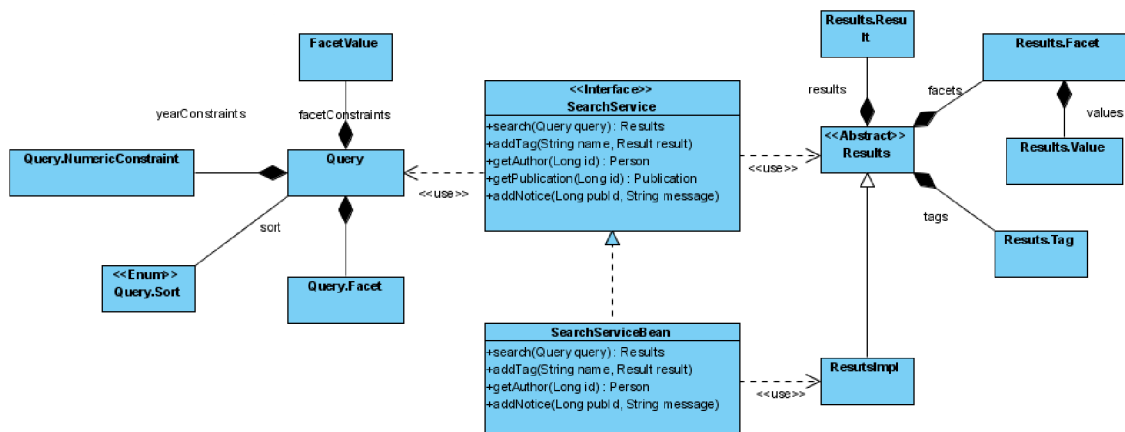 FacetValue
yearConstraints
facetConstraints
Query.NumericConstraint
Query
sort
<<Enum>>
Query.Sort
Query.Facet
<<use>>
<<Interface>>
SearchService
+search(Query query) : Results
+addTag(String name, Result result)
+getAuthor(Long id) : Person
+getPublication(Long id) : Publication
+addNotice(Long pubId, String message)
<<use>>
SearchServiceBean
+search(Query query) : Results
+addTag(String name, Result result)
+getAuthor(Long id) : Person
+addNotice(Long pubId, String message)
<<use>>
Results.Resu
lt
results
facets
Results.Facet
values
Results.Value
<<Abstract>>
Results
tags
Resuts.Tag
ResutsImpl